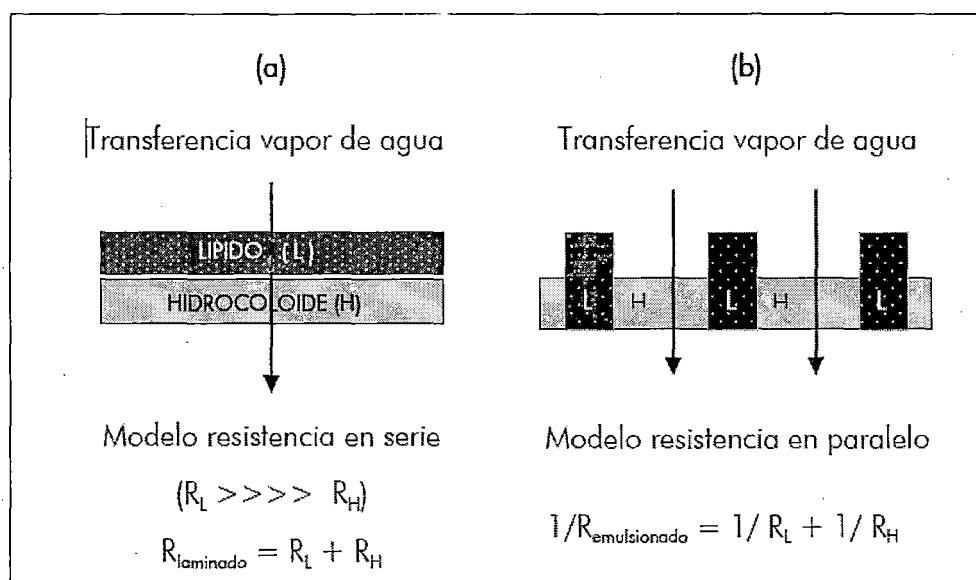 (a)
Transferencia vapor de agua
LIPIDO (L)
HIDROCOLOIDE (H)
Modelo resistencia en serie
(R_L >>>> R_H)
R_laminado = R_L + R_H
(b)
Transferencia vapor de agua
L H L H L
Modelo resistencia en paralelo
1/R_emulsionado = 1/ R_L + 1/ R_H